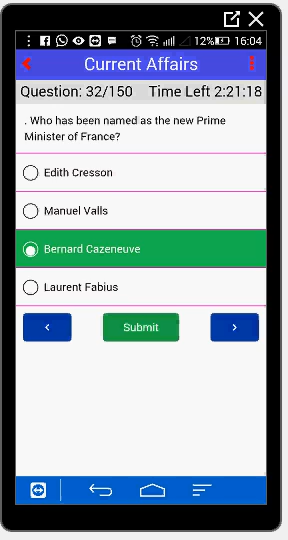 12% 16:04
Current Affairs
Question: 32/150 Time Left 2:21:18
. Who has been named as the new Prime
Minister of France?
Edith Cresson
Manuel Valls
Bernard Cazeneuve
Laurent Fabius
< Submit >